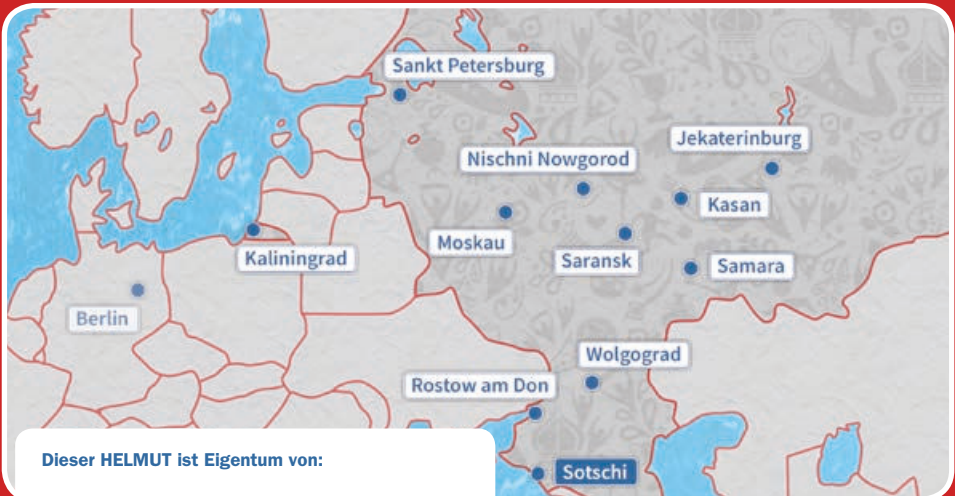 Sankt Petersburg
Jekaterinburg
Nischni Nowgorod
Kasan
Moskau
Kaliningrad
Saransk
Samara
Berlin
Wolgograd
Rostow am Don
Dieser HELMUT ist Eigentum von:
Sotschi